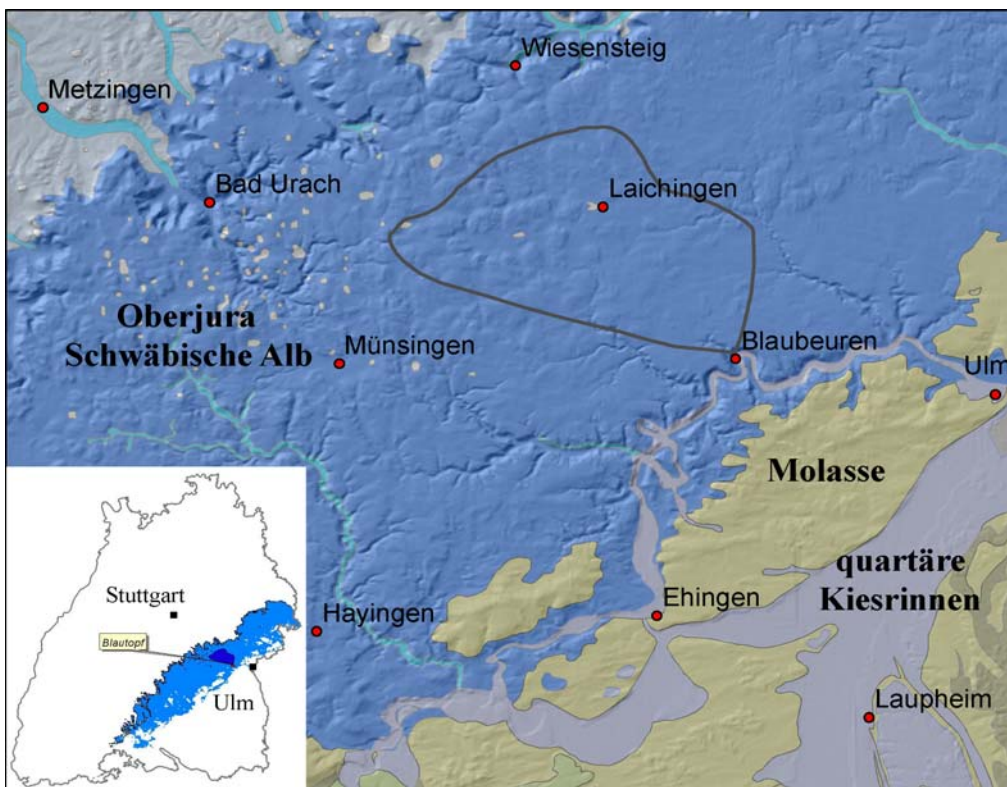 Wiesensteig
Metzingen
Bad Urach
Laichingen
Oberjura
Schwäbische Alb
Münsingen
Blaubeuren
Ulm
Molasse
quartäre
Kiesrinnen
Ehingen
Hayingen
Laupheim
Stuttgart
Blautopf
Ulm